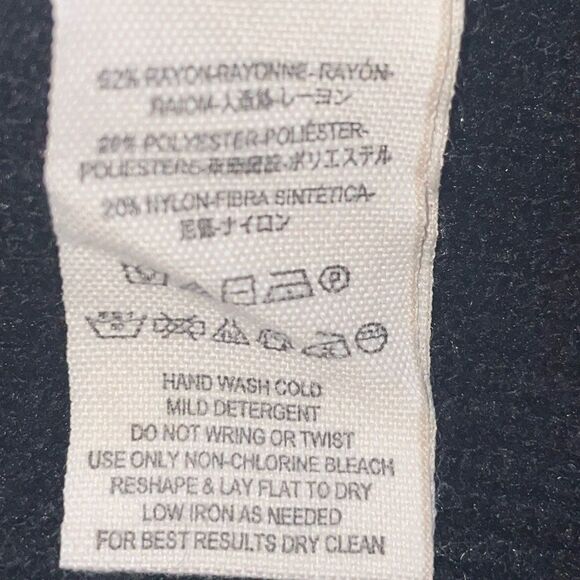 52% RAYON-RAYONNE-RAYÓN-
人造絲-レーヨン
28% POLYESTER-POLIÉSTER-
ポリエステル
20% NYLON-FIBRA SINTÉTICA-
尼龍-ナイロン
P
HAND WASH COLD
MILD DETERGENT
DO NOT WRING OR TWIST
USE ONLY NON-CHLORINE BLEACH
RESHAPE & LAY FLAT TO DRY
LOW IRON AS NEEDED
FOR BEST RESULTS DRY CLEAN